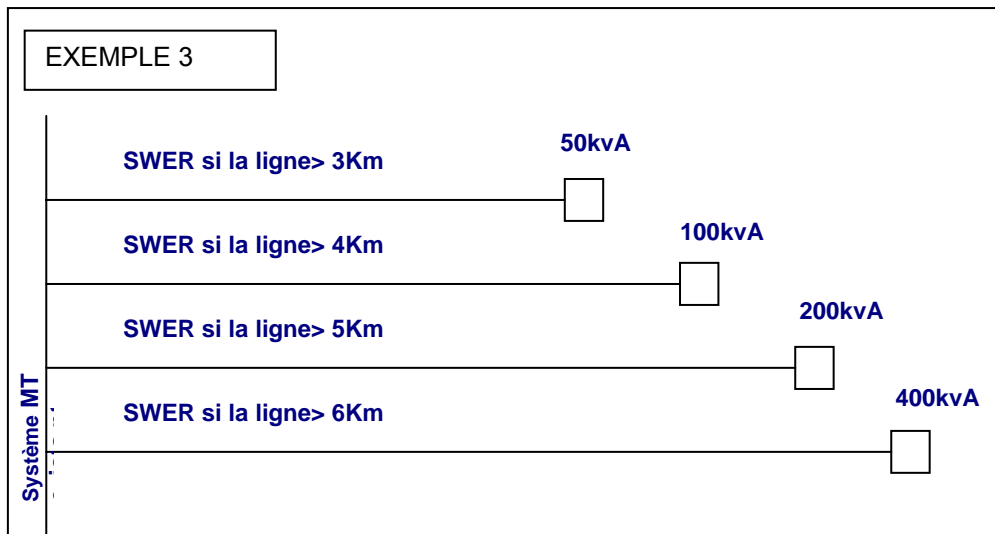 EXEMPLE 3
50kvA
SWER si la ligne> 3Km
100kvA
SWER si la ligne> 4Km
200kvA
SWER si la ligne> 5Km
400kvA
SWER si la ligne> 6Km
Système MT